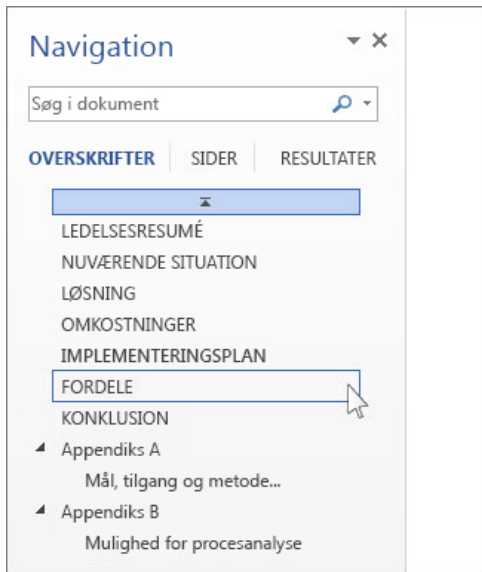 Navigation
Søg i dokument
OVERSKRIFTER SIDER RESULTATER
LEDELSESRESUMÉ
NUVÆRENDE SITUATION
LØSNING
OMKOSTNINGER
IMPLEMENTERINGSPLAN
FORDELE
KONKLUSION
Appendiks A
Mål, tilgang og metode...
Appendiks B
Mulighed for procesanalyse